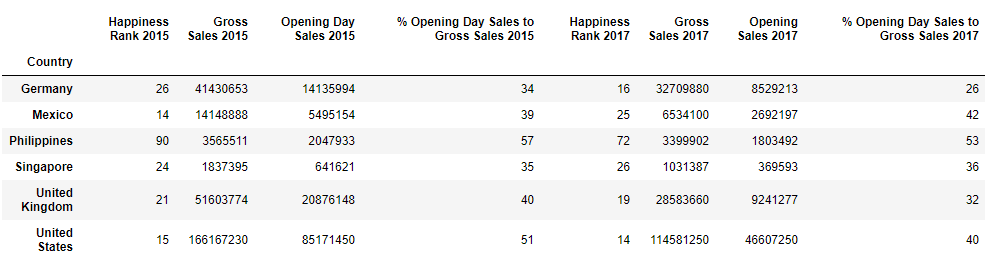 Happiness Rank 2015 Gross Sales 2015 Opening Day Sales 2015 % Opening Day Sales to Gross Sales 2015 Happiness Rank 2017 Gross Sales 2017 Opening Sales 2017 % Opening Day Sales to Gross Sales 2017
Country
Germany 26 41430653 14135994 34 16 32709880 8529213 26
Mexico 14 14148888 5495154 39 25 6534100 2692197 42
Philippines 90 3565511 2047933 57 72 3399902 1803492 53
Singapore 24 1837395 641621 35 26 1031387 369593 36
United Kingdom 21 51603774 20876148 40 19 28583660 9241277 32
United States 15 166167230 85171450 51 14 114581250 46607250 40